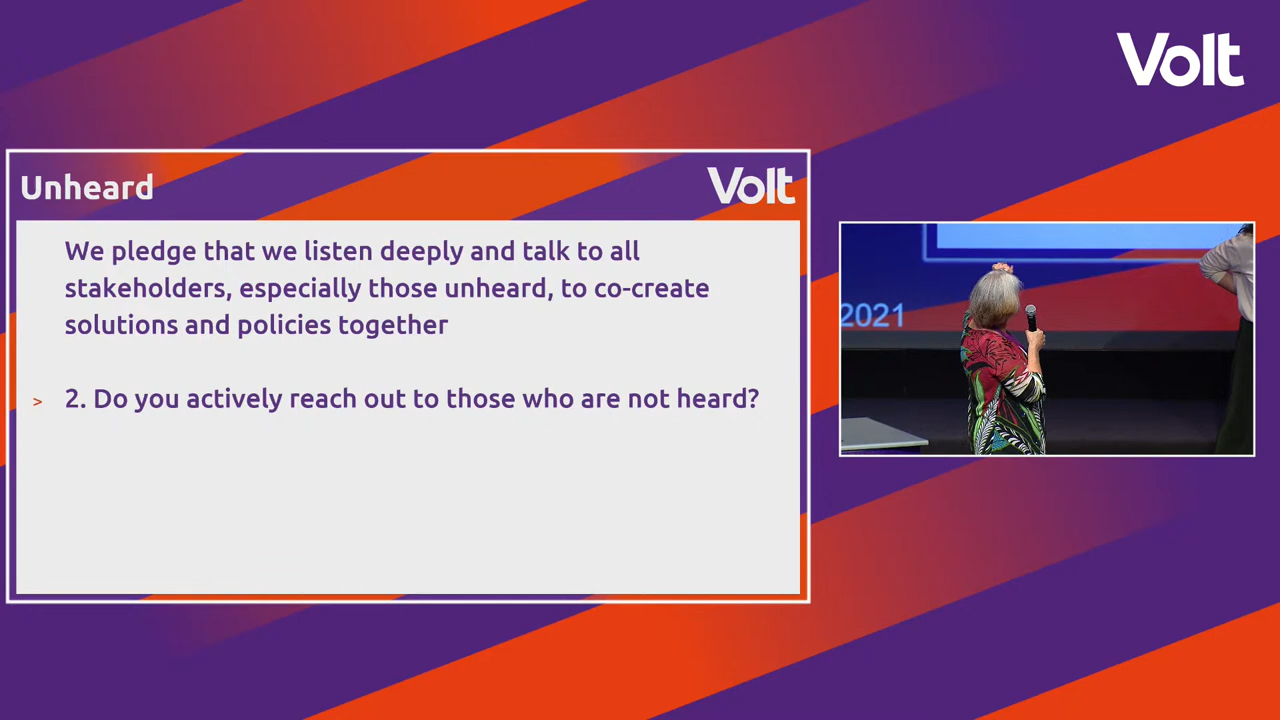 Volt
Unheard
Volt
We pledge that we listen deeply and talk to all
stakeholders, especially those unheard, to co-create
solutions and policies together
> 2. Do you actively reach out to those who are not heard?
2021